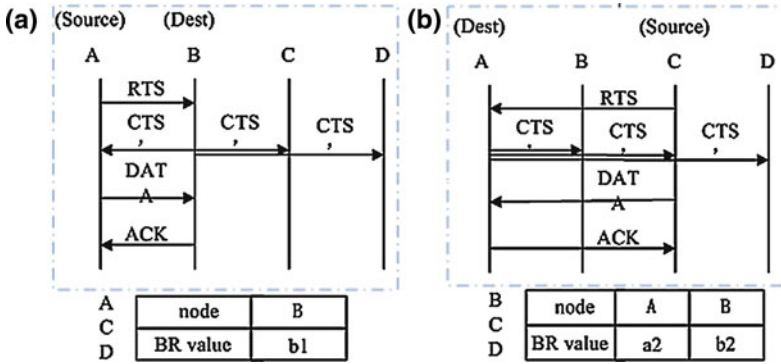 (a) (Source) (Dest)
A B C D
RTS
CTS, CTS, CTS,
DAT
A
ACK
A
C
D
node B
BR value b1
(b) (Dest) (Source)
A B C D
RTS
CTS, CTS, CTS,
DAT
A
ACK
B
C
D
node A B
BR value a2 b2